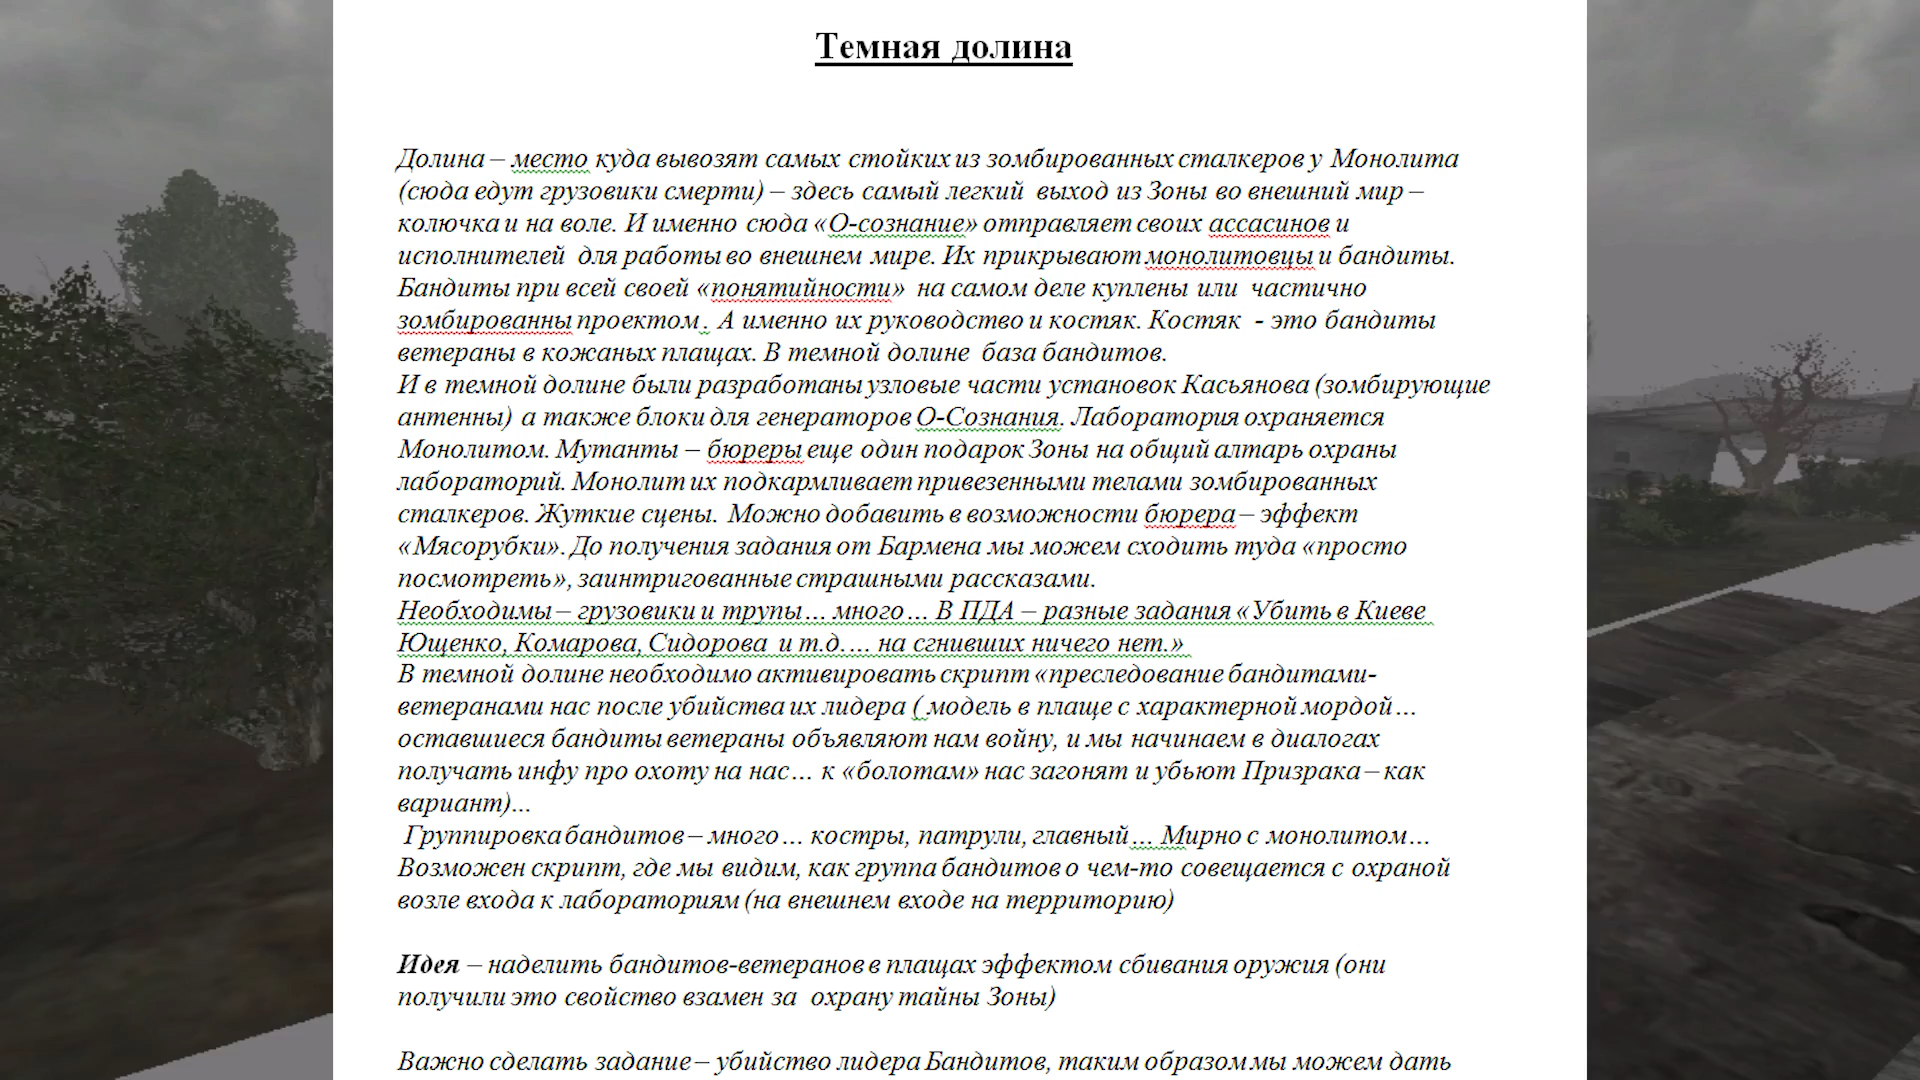 Темная долина
Долина – место куда вывозят самых стойких из зомбированных сталкеров у Монолита
(сюда едут грузовики смерти) – здесь самый легкий выход из Зоны во внешний мир –
колючка и на воле. И именно сюда «О-сознание» отправляет своих ассасинов и
исполнителей для работы во внешнем мире. Их прикрывают монолитовцы и бандиты.
Бандиты при всей своей «понятийности» на самом деле куплены или частично
зомбированны проектом . А именно их руководство и костяк. Костяк - это бандиты
ветераны в кожаных плащах. В темной долине база бандитов.
И в темной долине были разработаны узловые части установок Касьянова (зомбирующие
антенны) а также блоки для генераторов О-Сознания. Лаборатория охраняется
Монолитом. Мутанты – бюреры еще один подарок Зоны на общий алтарь охраны
лабораторий. Монолит их подкармливает привезенными телами зомбированных
сталкеров. Жуткие сцены. Можно добавить в возможности бюрера – эффект
«Мясорубки». До получения задания от Бармена мы можем сходить туда «просто
посмотреть», заинтригованные страшными рассказами.
Необходимы – грузовики и трупы… много… В ПДА – разные задания «Убить в Киеве
Ющенко, Комарова, Сидорова и т.д.… на сгнивших ничего нет.»
В темной долине необходимо активировать скрипт «преследование бандитами-
ветеранами нас после убийства их лидера ( модель в плаще с характерной мордой…
оставшиеся бандиты ветераны объявляют нам войну, и мы начинаем в диалогах
получать инфу про охоту на нас… к «болотам» нас загонят и убьют Призрака – как
вариант)…
Группировка бандитов – много… костры, патрули, главный… Мирно с монолитом…
Возможен скрипт, где мы видим, как группа бандитов о чем-то совещается с охраной
возле входа к лабораториям (на внешнем входе на территорию)
Идея – наделить бандитов-ветеранов в плащах эффектом сбивания оружия (они
получили это свойство взамен за охрану тайны Зоны)
Важно сделать задание – убийство лидера Бандитов, таким образом мы можем дать